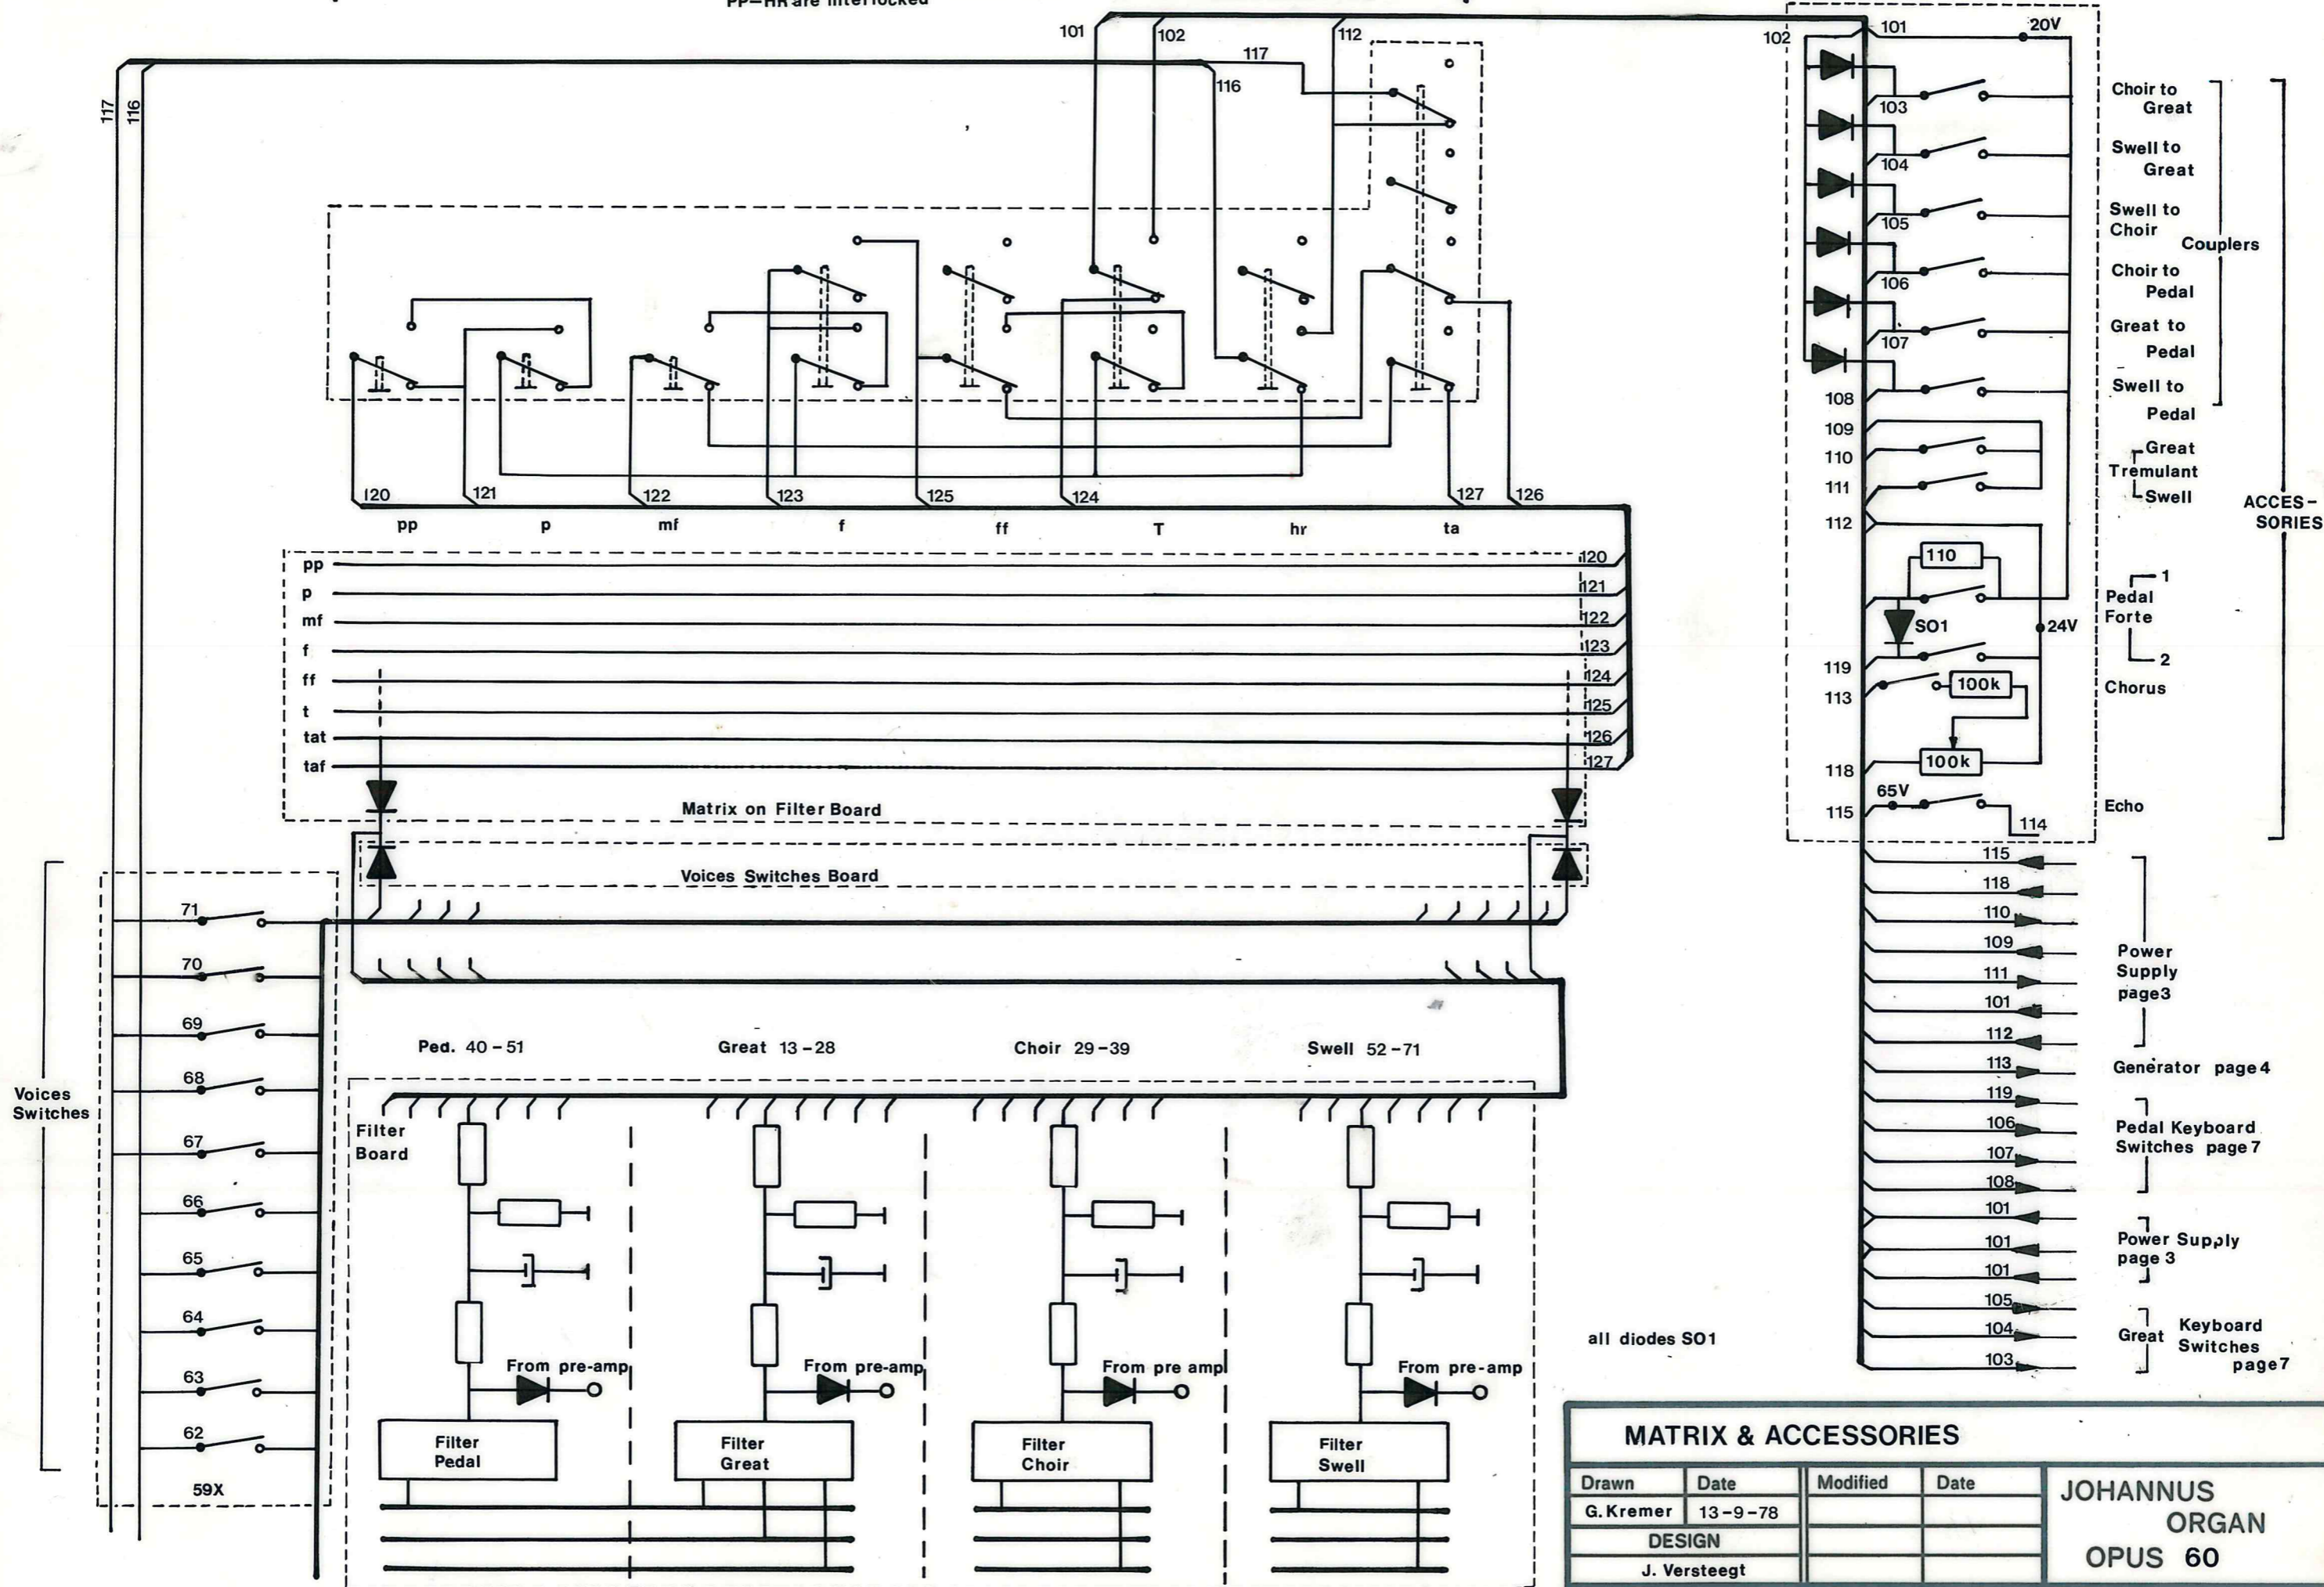 PP-HR are interlocked
101
102
112
117
116
117
116
102
101
20V
103
Choir to
Great
104
Swell to
Great
105
Swell to
Choir
Couplers
106
Choir to
Pedal
107
Great to
Pedal
108
Swell to
Pedal
109
110
Great
Tremulant
111
Swell
ACCES-
SORIES
112
110
1
Pedal
Forte
2
SO1
24V
119
113
100k
Chorus
118
100k
65V
115
114
Echo
120
121
122
123
125
124
127
126
pp
p
mf
f
ff
T
hr
ta
pp
120
p
121
mf
122
f
123
ff
124
t
125
tat
126
taf
127
Matrix on Filter Board
Voices Switches Board
71
70
69
68
67
66
65
64
63
62
59X
Voices
Switches
Ped. 40-51
Great 13-28
Choir 29-39
Swell 52-71
Filter
Board
From pre-amp
From pre-amp
From pre amp
From pre-amp
Filter
Pedal
Filter
Great
Filter
Choir
Filter
Swell
115
118
110
109
111
101
112
Power
Supply
page3
113
Generator page 4
119
106
107
108
Pedal Keyboard
Switches page 7
101
101
101
Power Supply
page 3
105
104
103
Great
Keyboard
Switches
page7
all diodes SO1
MATRIX & ACCESSORIES
Drawn
Date
Modified
Date
G.Kremer
13-9-78
DESIGN
J. Versteegt
JOHANNUS
ORGAN
OPUS 60